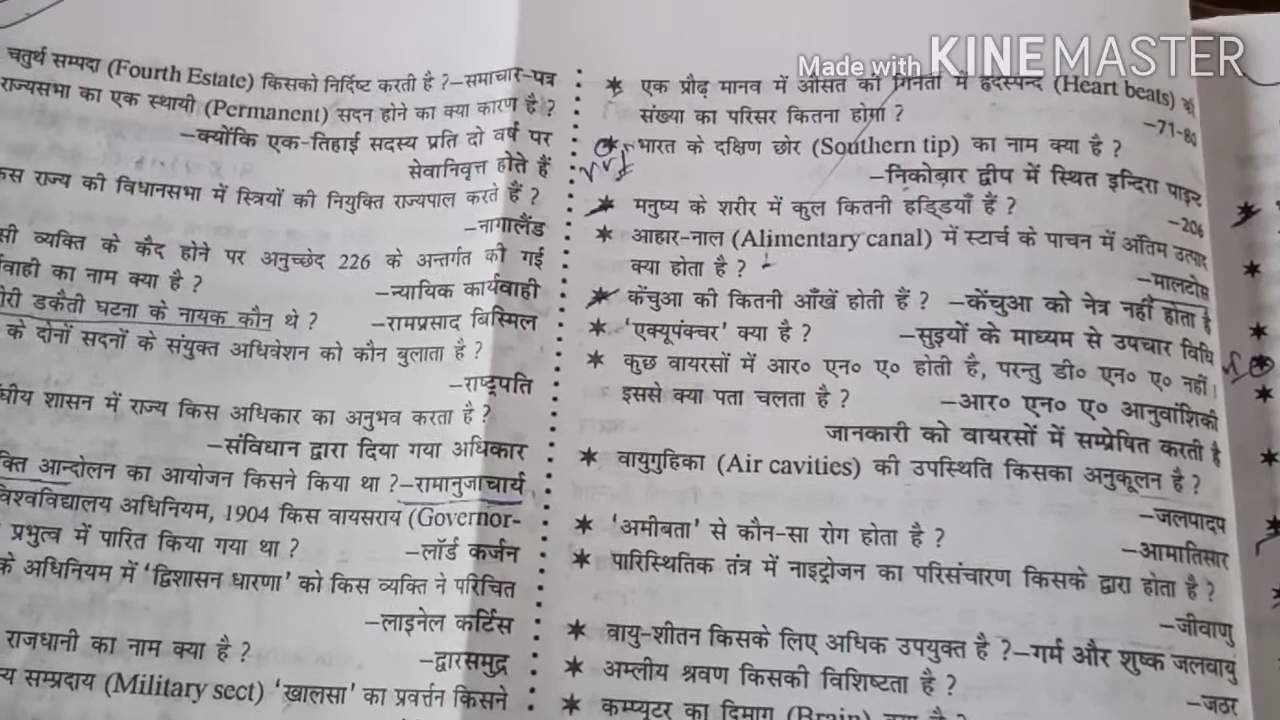 Made with KINEMASTER
चतुर्थ सम्पदा (Fourth Estate) किसको निर्दिष्ट करती है ?–समाचार-पत्र
राज्यसभा का एक स्थायी (Permanent) सदन होने का क्या कारण है ?
–क्योंकि एक-तिहाई सदस्य प्रति दो वर्ष पर
सेवानिवृत्त होते हैं
राज्य की विधानसभा में स्त्रियों की नियुक्ति राज्यपाल करते हैं ?
–नागालैंड
व्यक्ति के कैद होने पर अनुच्छेद 226 के अन्तर्गत की गई
का नाम क्या है ?
–न्यायिक कार्यवाही
डकैती घटना के नायक कौन थे ?
–रामप्रसाद बिस्मिल
के दोनों सदनों के संयुक्त अधिवेशन को कौन बुलाता है ?
–राष्ट्रपति
शासन में राज्य किस अधिकार का अनुभव करता है ?
–संविधान द्वारा दिया गया अधिकार
आन्दोलन का आयोजन किसने किया था ?–रामानुजाचार्य
विश्वविद्यालय अधिनियम, 1904 किस वायसराय (Governor-
प्रभुत्व में पारित किया गया था ?
–लॉर्ड कर्जन
के अधिनियम में ‘द्विशासन धारणा’ को किस व्यक्ति ने परिचित
–लाइनेल कर्टिस
राजधानी का नाम क्या है ?
–द्वारसमुद्र
सम्प्रदाय (Military sect) ‘खालसा’ का प्रवर्त्तन किसने
✶ एक प्रौढ़ मानव में औसत की गिनती में हृदस्पन्द (Heart beats) की
संख्या का परिसर कितना होगा ?
–71-80
✶ भारत के दक्षिण छोर (Southern tip) का नाम क्या है ?
–निकोबार द्वीप में स्थित इन्दिरा पाइन्ट
✶ मनुष्य के शरीर में कुल कितनी हड्डियाँ हैं ?
–206
✶ आहार-नाल (Alimentary canal) में स्टार्च के पाचन में अंतिम उत्पाद
क्या होता है ?
–मालटोस
✶ केंचुआ की कितनी आँखें होती हैं ? –केंचुआ को नेत्र नहीं होता है
✶ ‘एक्यूपंक्चर’ क्या है ?
–सुइयों के माध्यम से उपचार विधि
✶ कुछ वायरसों में आर० एन० ए० होती है, परन्तु डी० एन० ए० नहीं।
इससे क्या पता चलता है ?
–आर० एन० ए० आनुवांशिकी
जानकारी को वायरसों में सम्प्रेषित करती है
✶ वायुगुहिका (Air cavities) की उपस्थिति किसका अनुकूलन है ?
–जलपादप
✶ ‘अमीबता’ से कौन-सा रोग होता है ?
–आमातिसार
✶ पारिस्थितिक तंत्र में नाइट्रोजन का परिसंचारण किसके द्वारा होता है ?
–जीवाणु
✶ वायु-शीतन किसके लिए अधिक उपयुक्त है ?–गर्म और शुष्क जलवायु
✶ अम्लीय श्रवण किसकी विशिष्टता है ?
–जठर
✶ कम्प्यूटर का दिमाग (Brain) क्या है ?